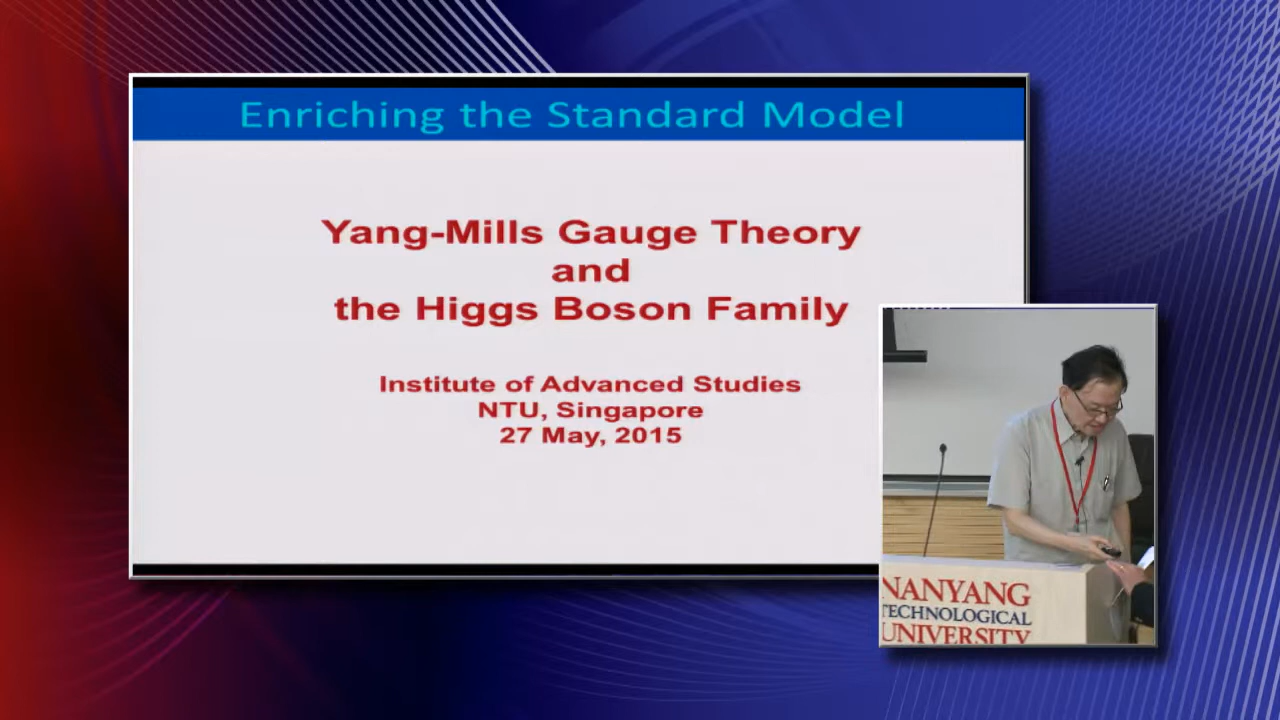 Enriching the Standard Model
Yang-Mills Gauge Theory
and
the Higgs Boson Family
Institute of Advanced Studies
NTU, Singapore
27 May, 2015
NANYANG
TECHNOLOGICAL
UNIVERSITY